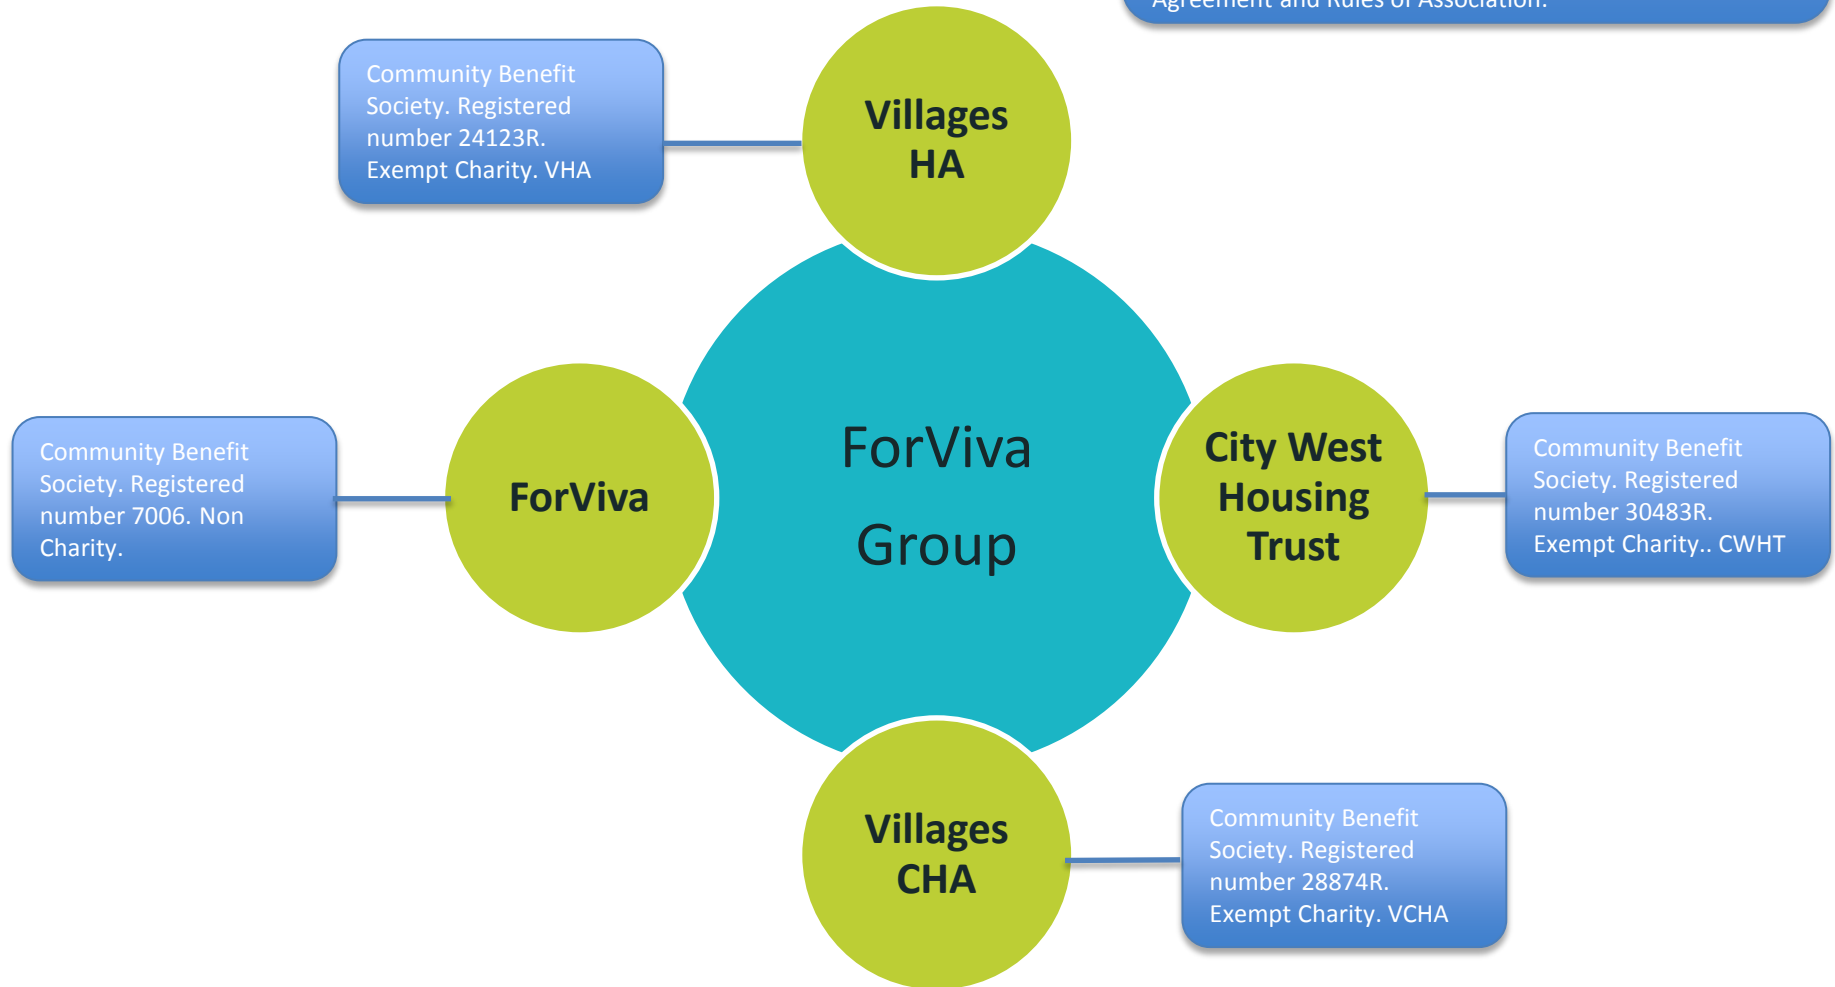 Agreement and Rules of Association.
Community Benefit
Society. Registered
number 24123R.
Exempt Charity. VHA
Villages
HA
Community Benefit
Society. Registered
number 7006. Non
Charity.
ForViva
ForViva
Group
City West
Housing
Trust
Community Benefit
Society. Registered
number 30483R.
Exempt Charity.. CWHT
Villages
CHA
Community Benefit
Society. Registered
number 28874R.
Exempt Charity. VCHA